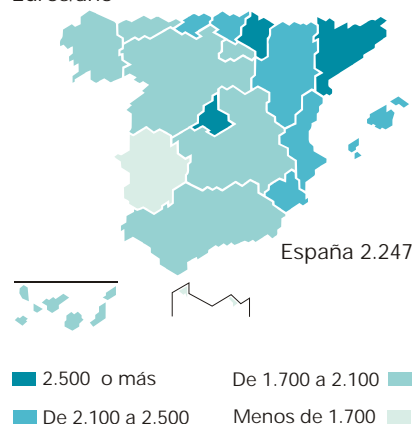 España 2.247
2.500 o más
De 1.700 a 2.100
De 2.100 a 2.500
Menos de 1.700